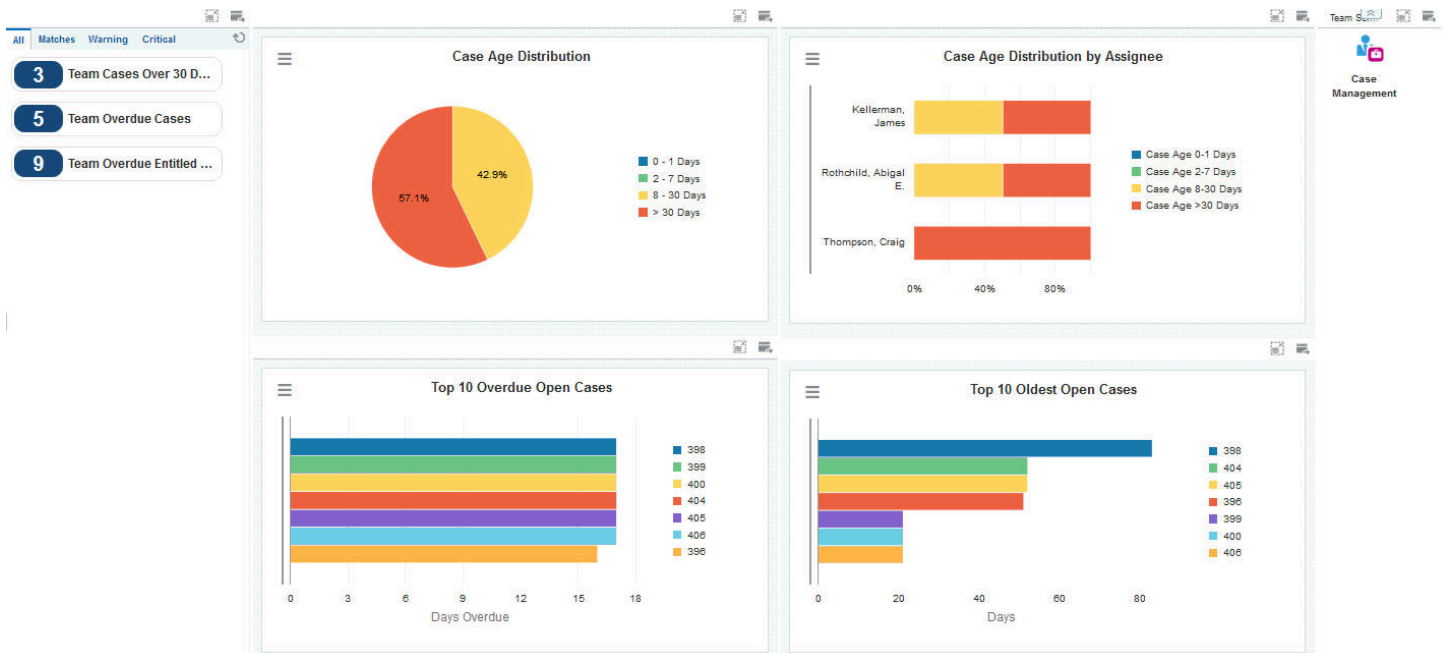 All Matches Warning Critical
3 Team Cases Over 30 D...
5 Team Overdue Cases
9 Team Overdue Entitled ...
Case Age Distribution
42.9%
57.1%
0 - 1 Days
2 - 7 Days
8 - 30 Days
> 30 Days
Case Age Distribution by Assignee
Kellerman,
James
Rothchild, Abigal
E.
Thompson, Craig
0% 40% 80%
Case Age 0-1 Days
Case Age 2-7 Days
Case Age 8-30 Days
Case Age >30 Days
Team
Case
Management
Top 10 Overdue Open Cases
398
399
400
404
405
406
396
0 3 6 9 12 15 18
Days Overdue
Top 10 Oldest Open Cases
398
404
405
396
399
400
406
0 20 40 60 80
Days